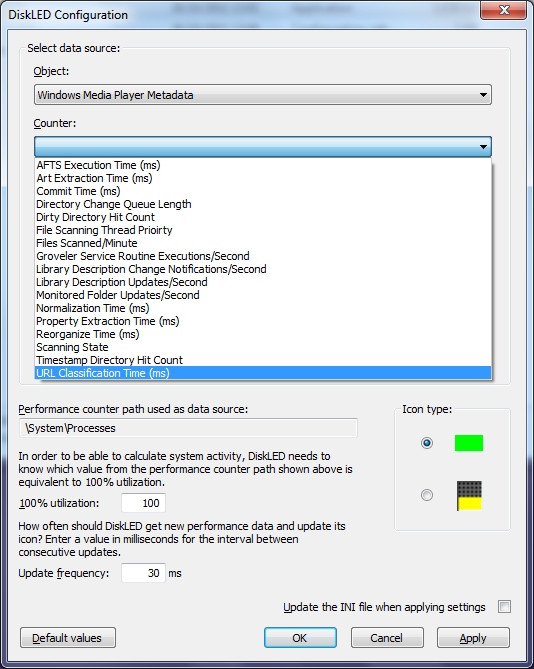 DiskLED Configuration
Select data source:
Object:
Windows Media Player Metadata
Counter:
AFTS Execution Time (ms)
Art Extraction Time (ms)
Commit Time (ms)
Directory Change Queue Length
Dirty Directory Hit Count
File Scanning Thread Prioirty
Files Scanned/Minute
Groveler Service Routine Executions/Second
Library Description Change Notifications/Second
Library Description Updates/Second
Monitored Folder Updates/Second
Normalization Time (ms)
Property Extraction Time (ms)
Reorganize Time (ms)
Scanning State
Timestamp Directory Hit Count
URL Classification Time (ms)
Performance counter path used as data source:
\System\Processes
Icon type:
In order to be able to calculate system activity, DiskLED needs to
know which value from the performance counter path shown above is
equivalent to 100% utilization.
100% utilization: 100
How often should DiskLED get new performance data and update its
icon? Enter a value in milliseconds for the interval between
consecutive updates.
Update frequency: 30 ms
Update the INI file when applying settings
Default values OK Cancel Apply